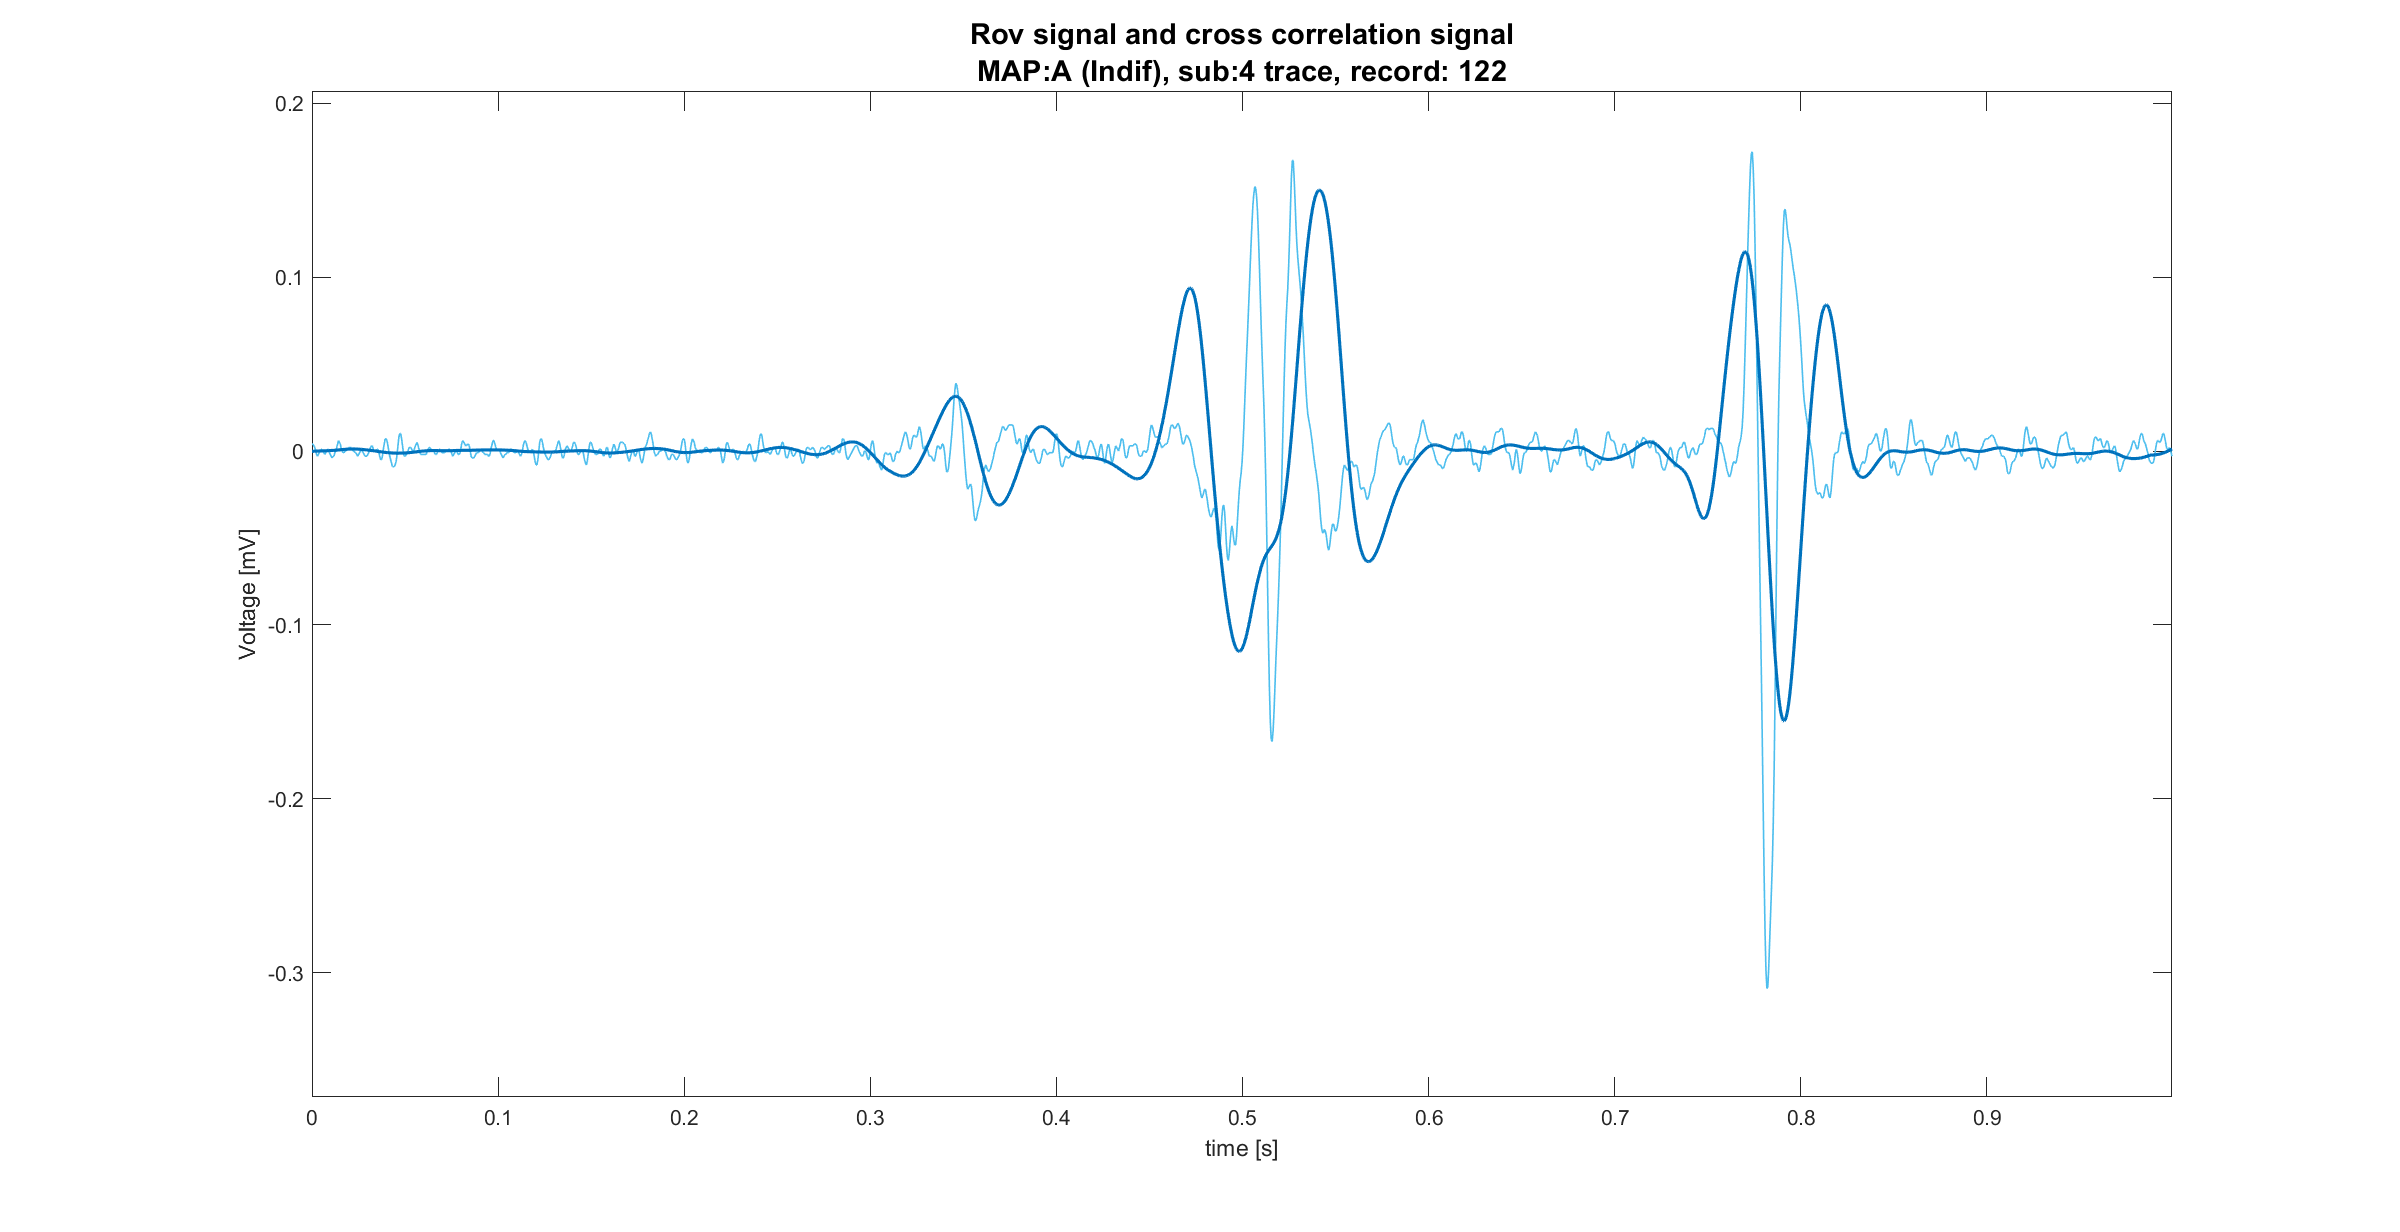 Rov signal and cross correlation signal
MAP:A (Indif), sub:4 trace, record: 122
0.2
0.1
0
-0.1
-0.2
-0.3
Voltage [mV]
0 0.1 0.2 0.3 0.4 0.5 0.6 0.7 0.8 0.9
time [s]